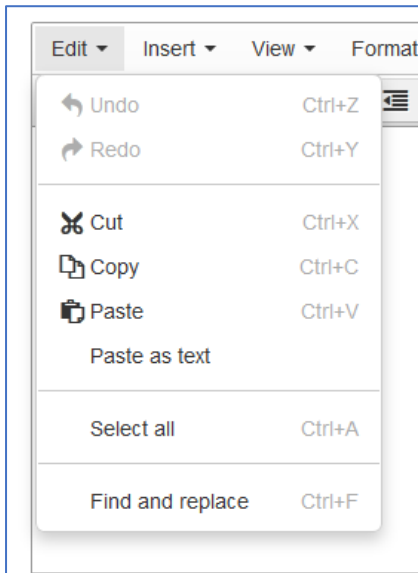 Edit Insert View Format
Undo Ctrl+Z
Redo Ctrl+Y
Cut Ctrl+X
Copy Ctrl+C
Paste Ctrl+V
Paste as text
Select all Ctrl+A
Find and replace Ctrl+F